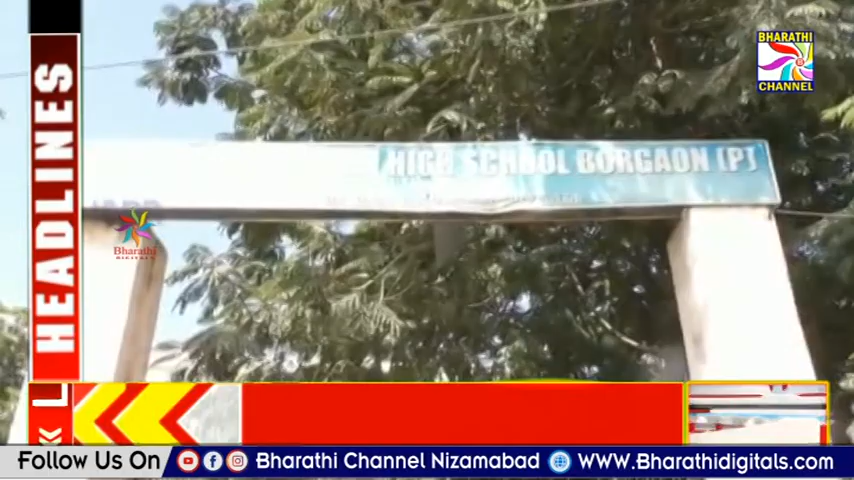 BHARATHI
CHANNEL
HIGH SCHOOL BORGAON (P)
HEADLINES
Bharathi
L
Follow Us On Bharathi Channel Nizamabad www.Bharathidigitals.com